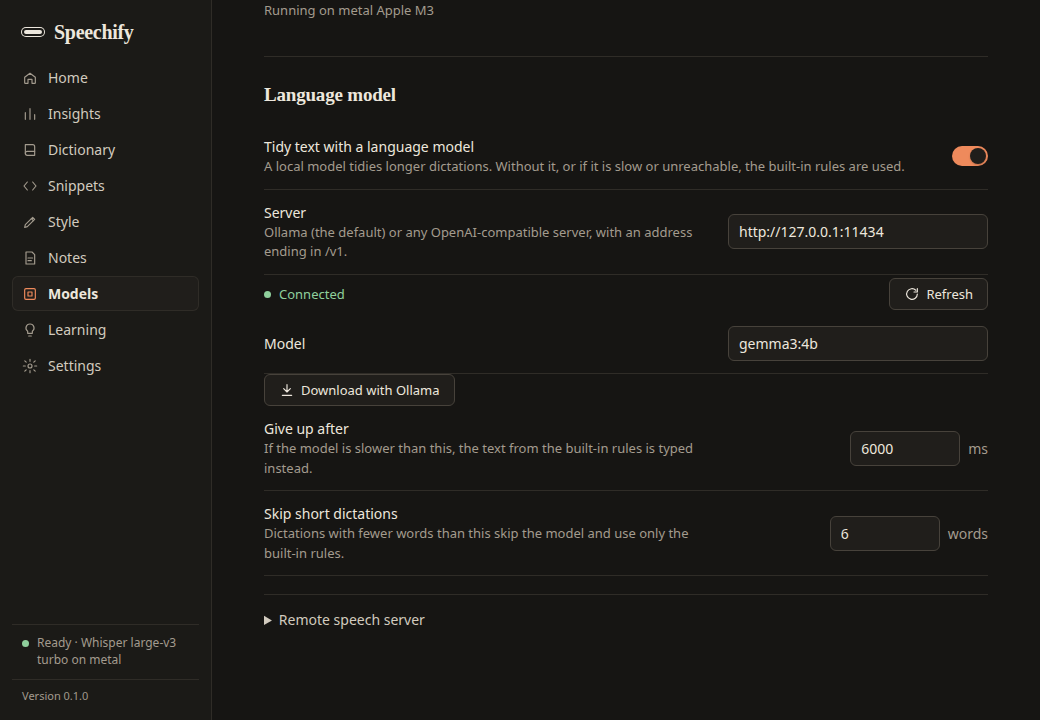 Speechify
Home
Insights
Dictionary
Snippets
Style
Notes
Models
Learning
Settings
Ready · Whisper large-v3
turbo on metal
Version 0.1.0
Running on metal Apple M3
Language model
Tidy text with a language model
A local model tidies longer dictations. Without it, or if it is slow or unreachable, the built-in rules are used.
Server
Ollama (the default) or any OpenAI-compatible server, with an address
ending in /v1.
http://127.0.0.1:11434
Connected
Refresh
Model
gemma3:4b
Download with Ollama
Give up after
If the model is slower than this, the text from the built-in rules is typed
instead.
6000 ms
Skip short dictations
Dictations with fewer words than this skip the model and use only the
built-in rules.
6 words
Remote speech server